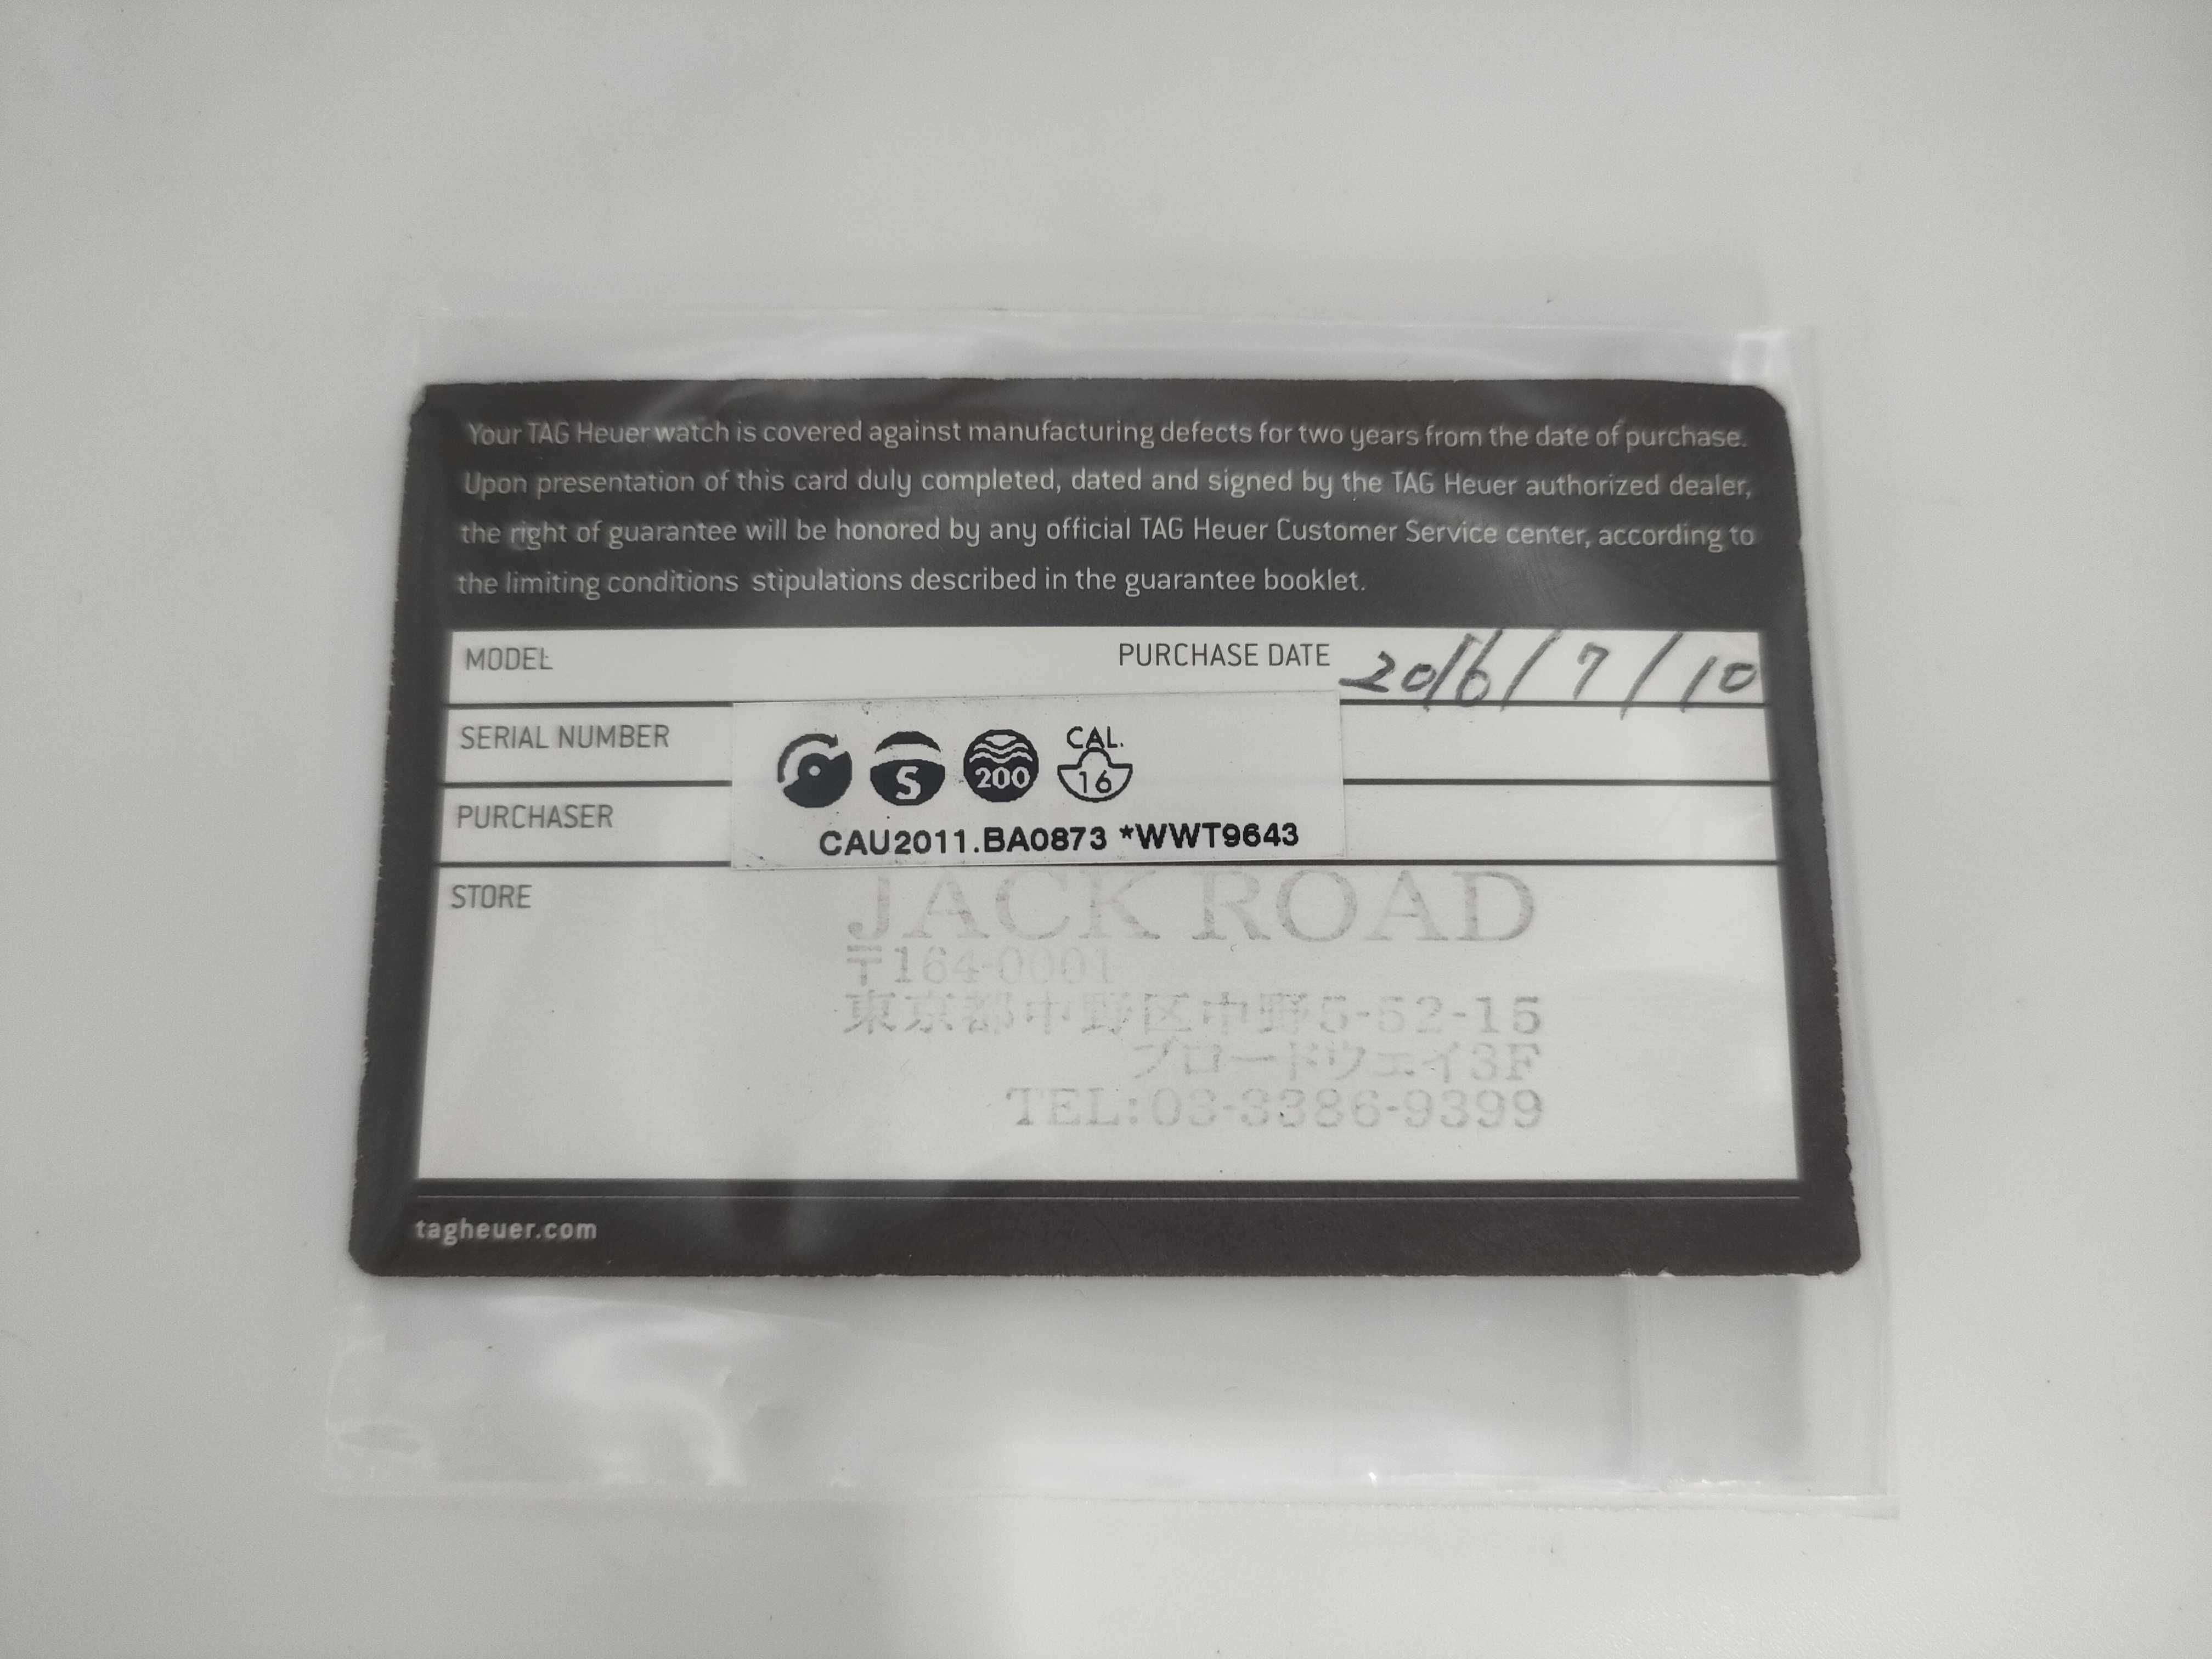 Your TAG Heuer watch is covered against manufacturing defects for two years from the date of purchase.
Upon presentation of this card duly completed, dated and signed by the TAG Heuer authorized dealer,
the right of guarantee will be honored by any official TAG Heuer Customer Service center, according to
the limiting conditions stipulations described in the guarantee booklet.
MODEL PURCHASE DATE 2016/7/10
SERIAL NUMBER
S 200 CAL. 16
PURCHASER
CAU2011.BA0873 *WWT9643
STORE
JACK ROAD
〒164-0001
東京都中野区中野5-52-15
ブロードウェイ3F
TEL:03-3386-9399
tagheuer.com